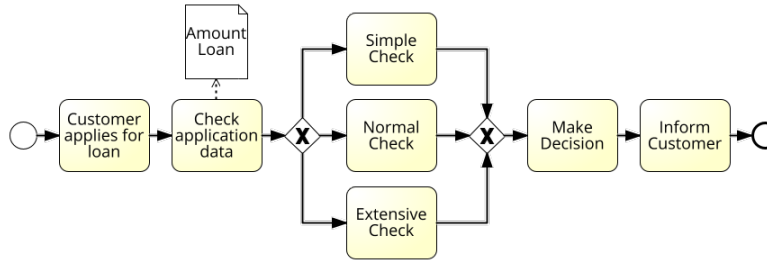 Amount
Loan
Customer
applies for
loan
Check
application
data
X
Simple
Check
Normal
Check
Extensive
Check
X
Make
Decision
Inform
Customer